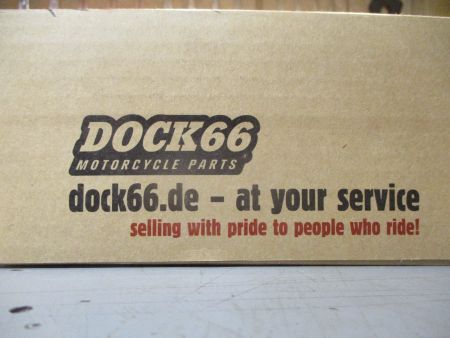 DOCK66
MOTORCYCLE PARTS
dock66.de – at your service
selling with pride to people who ride!